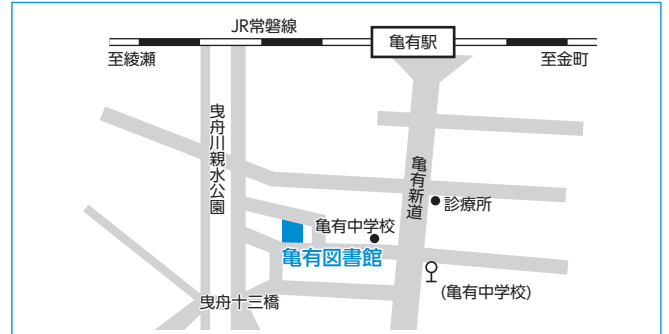 JR常磐線
亀有駅
至綾瀬
至金町
曳舟川親水公園
亀有新道
診療所
亀有中学校
亀有図書館
(亀有中学校)
曳舟十三橋